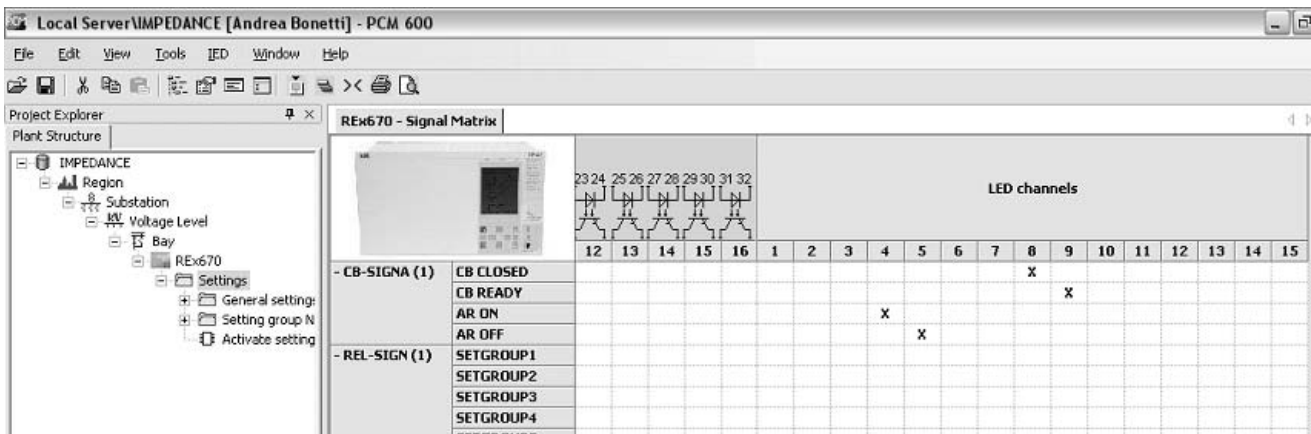 Local Server\IMPEDANCE [Andrea Bonetti] - PCM 600
File Edit View Tools IED Window Help
Project Explorer
Plant Structure
IMPEDANCE
Region
Substation
Voltage Level
Bay
REx670
Settings
General setting
Setting group N
Activate setting
REx670 - Signal Matrix
23 24 25 26 27 28 29 30 31 32
LED channels
12 13 14 15 16 1 2 3 4 5 6 7 8 9 10 11 12 13 14 15
- CB-SIGNA (1) CB CLOSED X
CB READY X
AR ON X
AR OFF X
- REL-SIGN (1) SETGROUP1
SETGROUP2
SETGROUP3
SETGROUP4